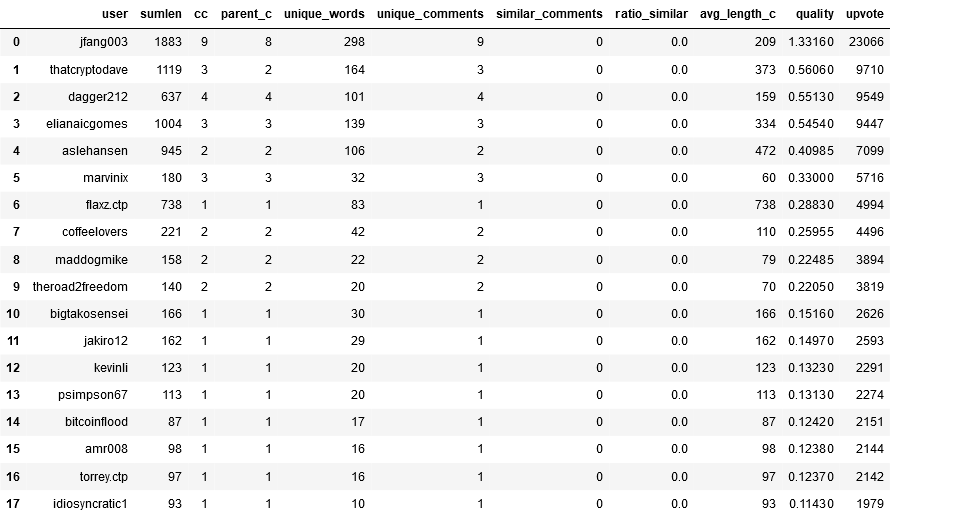 user sumlen cc parent_c unique_words unique_comments similar_comments ratio_similar avg_length_c quality upvote
0 jfang003 1883 9 8 298 9 0 0.0 209 1.33160 23066
1 thatcryptodave 1119 3 2 164 3 0 0.0 373 0.56060 9710
2 dagger212 637 4 4 101 4 0 0.0 159 0.55130 9549
3 elianaicgomes 1004 3 3 139 3 0 0.0 334 0.54540 9447
4 aslehansen 945 2 2 106 2 0 0.0 472 0.40985 7099
5 marvinix 180 3 3 32 3 0 0.0 60 0.33000 5716
6 flaxz.ctp 738 1 1 83 1 0 0.0 738 0.28830 4994
7 coffeelovers 221 2 2 42 2 0 0.0 110 0.25955 4496
8 maddogmike 158 2 2 22 2 0 0.0 79 0.22485 3894
9 theroad2freedom 140 2 2 20 2 0 0.0 70 0.22050 3819
10 bigtakosensei 166 1 1 30 1 0 0.0 166 0.15160 2626
11 jakiro12 162 1 1 29 1 0 0.0 162 0.14970 2593
12 kevinli 123 1 1 20 1 0 0.0 123 0.13230 2291
13 psimpson67 113 1 1 20 1 0 0.0 113 0.13130 2274
14 bitcoinflood 87 1 1 17 1 0 0.0 87 0.12420 2151
15 amr008 98 1 1 16 1 0 0.0 98 0.12380 2144
16 torrey.ctp 97 1 1 16 1 0 0.0 97 0.12370 2142
17 idiosyncratic1 93 1 1 10 1 0 0.0 93 0.11430 1979